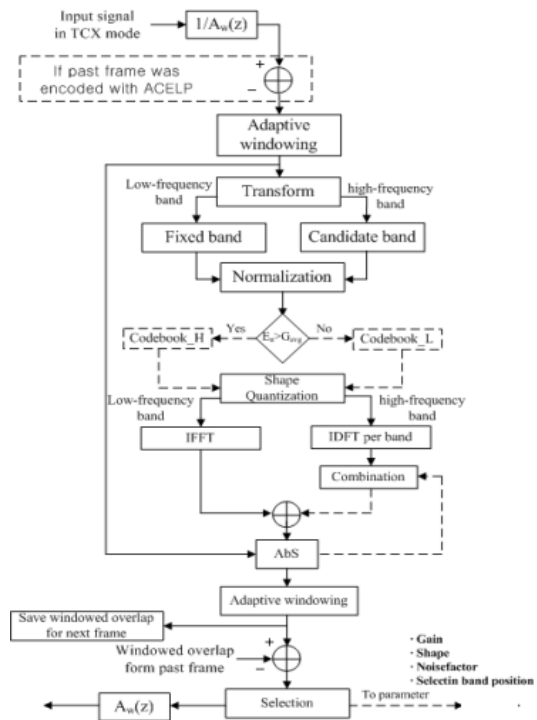 Input signal
in TCX mode
1/Aw(z)
+
−
If past frame was
encoded with ACELP
Adaptive
windowing
Low-frequency
band
Transform
high-frequency
band
Fixed band
Candidate band
Normalization
Codebook_H
Yes
No
Codebook_L
Shape
Quantization
Low-frequency
band
high-frequency
band
IFFT
IDFT per band
Combination
AbS
Adaptive windowing
Save windowed overlap
for next frame
Windowed overlap
form past frame
+
−
· Gain
· Shape
· Noisefactor
· Selectin band position
Selection
To parameter
Aw(z)